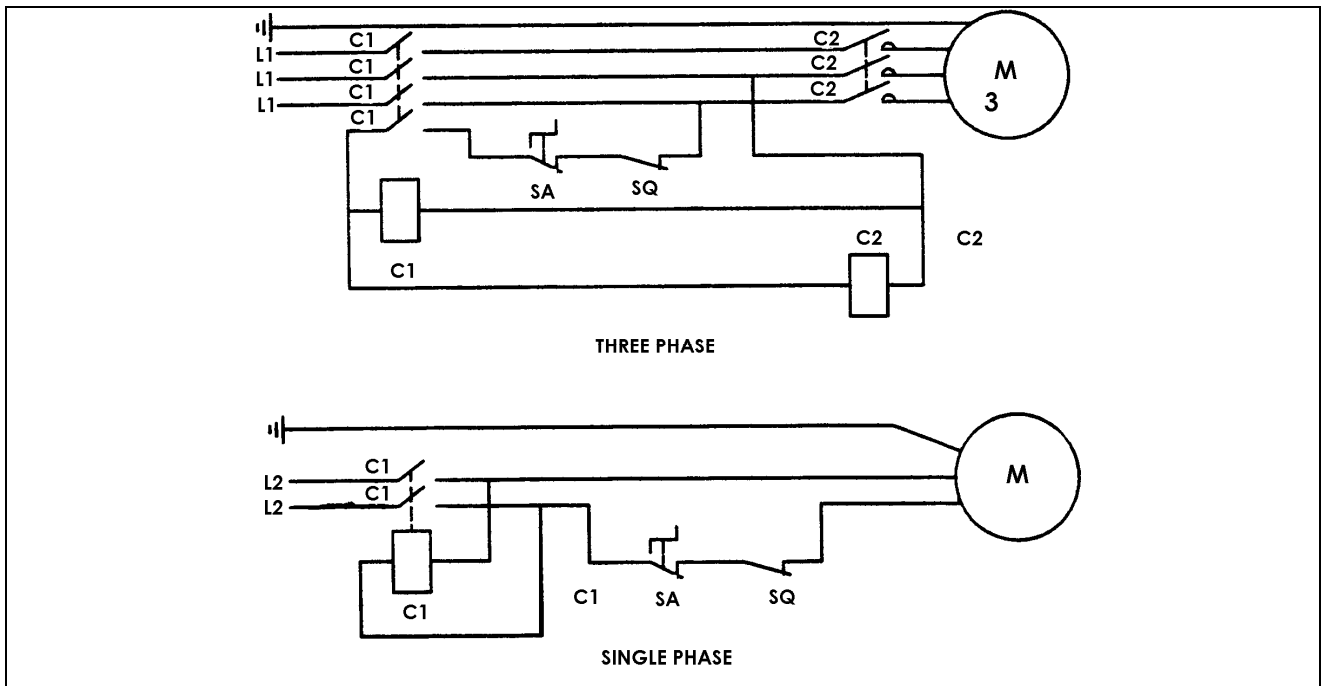 C1 C2
L1
C1 C2
L1
C1 C2
L1
C1
M
3
SA SQ
C1 C2 C2
THREE PHASE
C1
L2
C1
L2
M
C1 C1 SA SQ
SINGLE PHASE